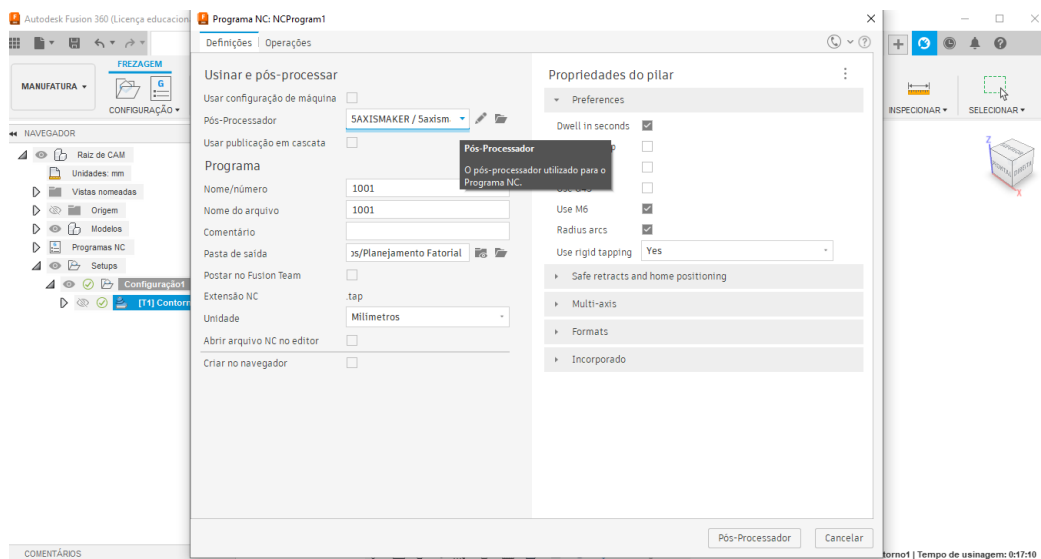 Autodesk Fusion 360 (Licença educacion
Programa NC: NCProgram1
Definições
Operações
FREZAGEM
MANUFATURA
G
CONFIGURAÇÃO
INSPECIONAR
SELECIONAR
NAVEGADOR
Raiz de CAM
Unidades: mm
Vistas nomeadas
Origem
Modelos
Programas NC
Setups
Configuração1
[T1] Contorn
Usinar e pós-processar
Usar configuração de máquina
Pós-Processador
5AXISMAKER / 5axism
Usar publicação em cascata
Pós-Processador
O pós-processador utilizado para o
Programa NC.
Programa
Nome/número
1001
Nome do arquivo
1001
Comentário
Pasta de saída
os/Planejamento Fatorial
Postar no Fusion Team
Extensão NC
.tap
Unidade
Milímetros
Abrir arquivo NC no editor
Criar no navegador
Propriedades do pilar
Preferences
Dwell in seconds
Use M6
Radius arcs
Use rigid tapping
Yes
Safe retracts and home positioning
Multi-axis
Formats
Incorporado
Z
X
Pós-Processador
Cancelar
COMENTÁRIOS
torno1 | Tempo de usinagem: 0:17:10